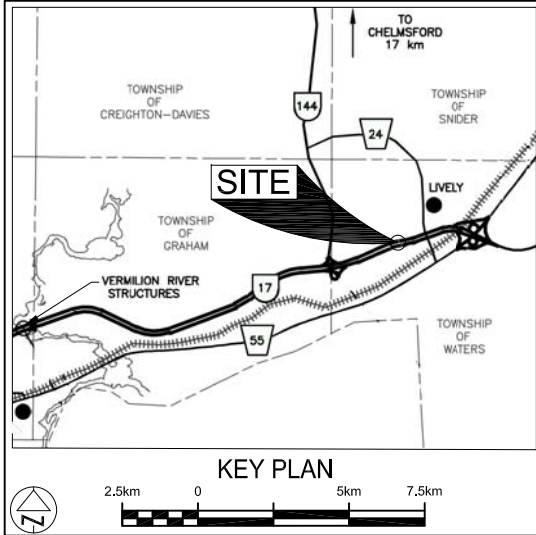 TO
CHELMSFORD
17 km
TOWNSHIP
OF
CREIGHTON-DAVIES
144
TOWNSHIP
OF
SNIDER
24
SITE
LIVELY
TOWNSHIP
OF
GRAHAM
VERMILION RIVER
STRUCTURES
17
55
TOWNSHIP
OF
WATERS
KEY PLAN
N
2.5km 0 5km 7.5km